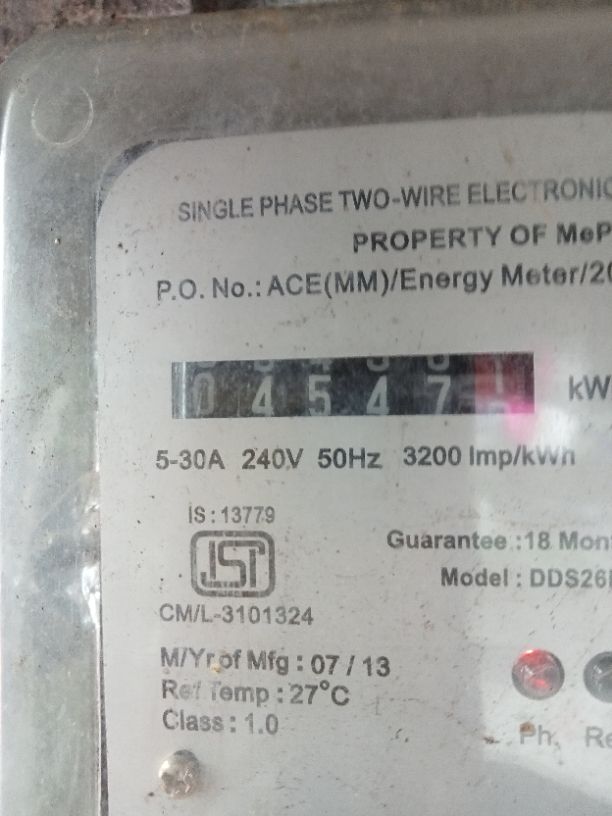 SINGLE PHASE TWO-WIRE ELECTRONIC
PROPERTY OF MeP
P.O. No.: ACE(MM)/Energy Meter/20
04547 kW
5-30A 240V 50Hz 3200 Imp/kWh
IS : 13779
ISI
Guarantee : 18 Mon
Model : DDS26
CM/L-3101324
M/Yr of Mfg : 07 / 13
Ref Temp : 27°C
Class : 1.0
Ph. Re